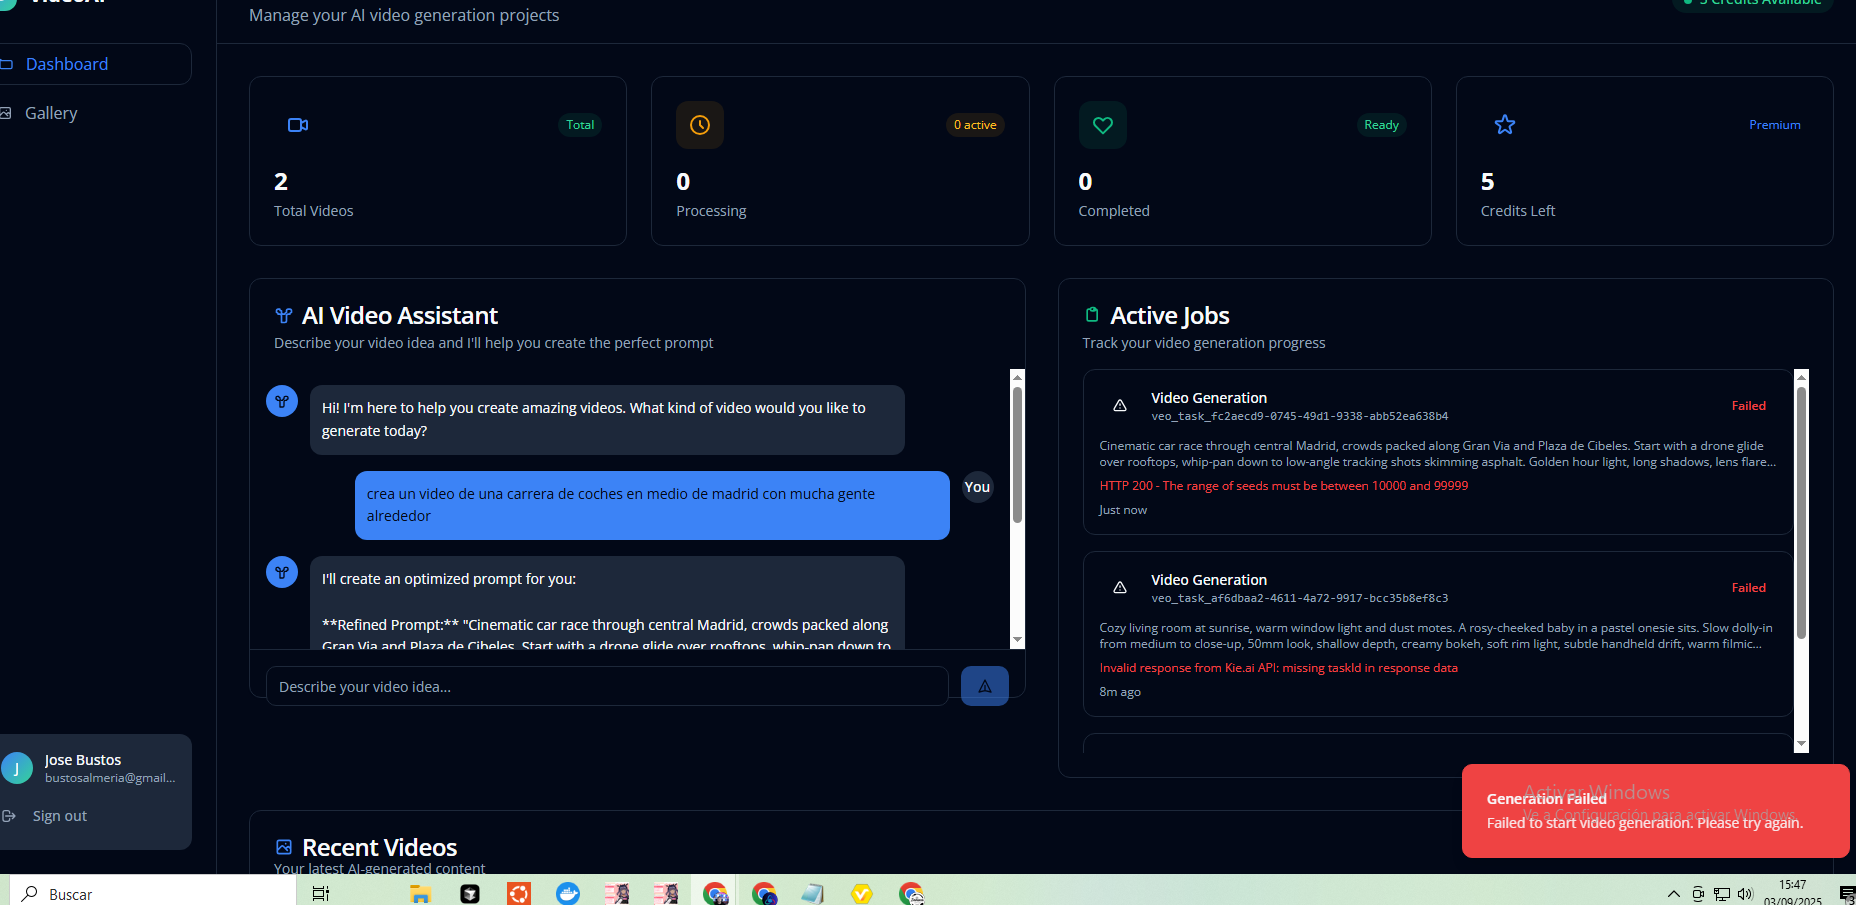 Manage your AI video generation projects
5 Credits Available
Dashboard
Gallery
Total
2
Total Videos
0 active
0
Processing
Ready
0
Completed
Premium
5
Credits Left
AI Video Assistant
Describe your video idea and I'll help you create the perfect prompt
Hi! I'm here to help you create amazing videos. What kind of video would you like to
generate today?
crea un video de una carrera de coches en medio de madrid con mucha gente
alrededor
You
I'll create an optimized prompt for you:
**Refined Prompt:** "Cinematic car race through central Madrid, crowds packed along
Gran Via and Plaza de Cibeles. Start with a drone glide over rooftops, whip-pan down to
Describe your video idea...
Active Jobs
Track your video generation progress
Video Generation
veo_task_fc2aecd9-0745-49d1-9338-abb52ea638b4
Failed
Cinematic car race through central Madrid, crowds packed along Gran Via and Plaza de Cibeles. Start with a drone glide
over rooftops, whip-pan down to low-angle tracking shots skimming asphalt. Golden hour light, long shadows, lens flare...
HTTP 200 - The range of seeds must be between 10000 and 99999
Just now
Video Generation
veo_task_af6dbaa2-4611-4a72-9917-bcc35b8ef8c3
Failed
Cozy living room at sunrise, warm window light and dust motes. A rosy-cheeked baby in a pastel onesie sits. Slow dolly-in
from medium to close-up, 50mm look, shallow depth, creamy bokeh, soft rim light, subtle handheld drift, warm filmic...
Invalid response from Kie.ai API: missing taskId in response data
8m ago
J
Jose Bustos
bustosalmeria@gmail...
Sign out
Recent Videos
Your latest AI-generated content
Activar Windows
Ve a Configuración para activar Windows.
Generation Failed
Failed to start video generation. Please try again.
Buscar
15:47
03/09/2025
3